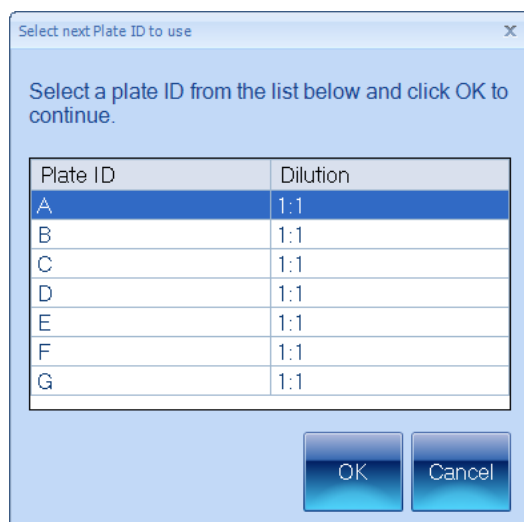 Select next Plate ID to use
x
Select a plate ID from the list below and click OK to
continue.
Plate ID Dilution
A 1:1
B 1:1
C 1:1
D 1:1
E 1:1
F 1:1
G 1:1
OK Cancel